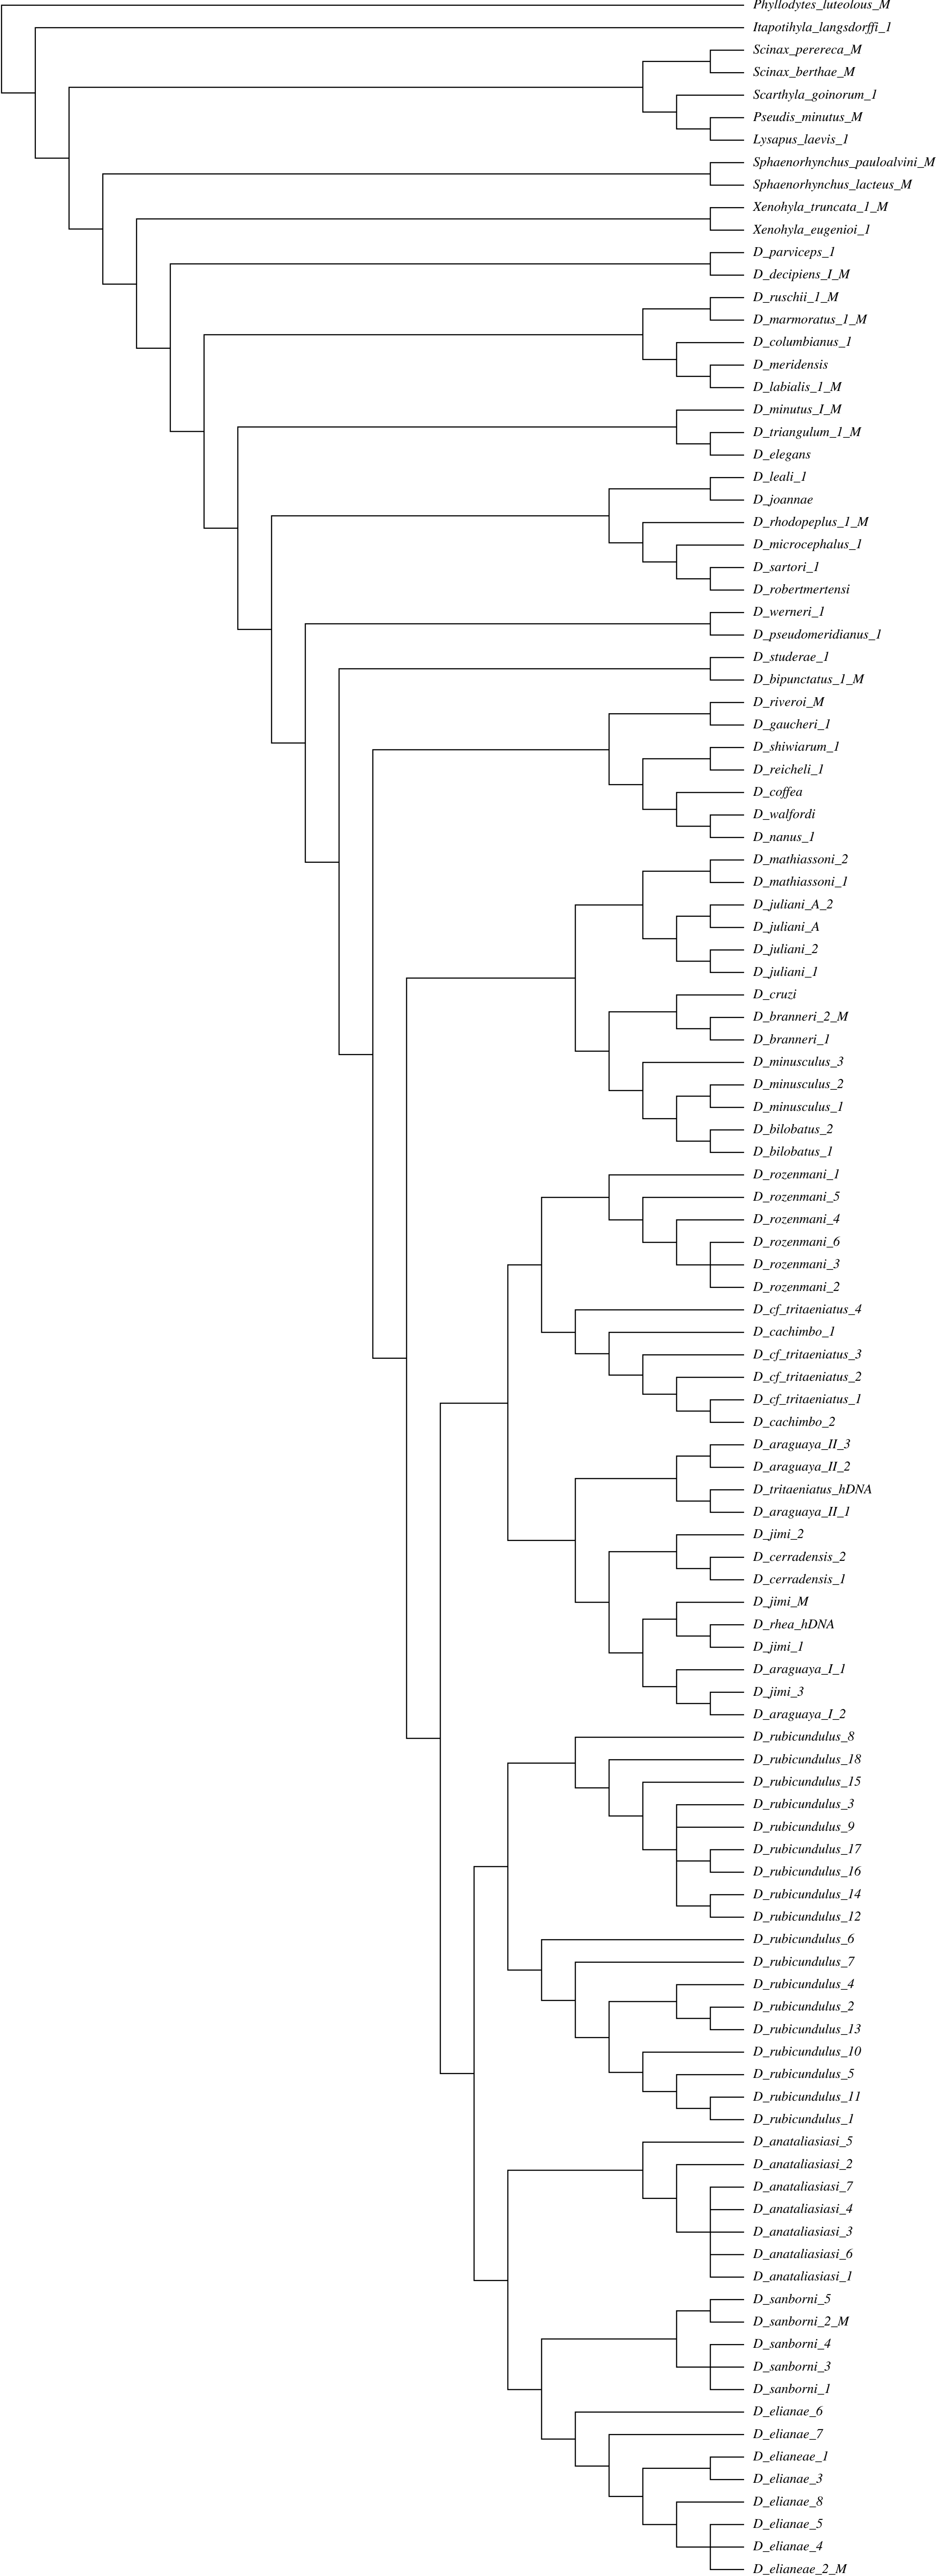 Phyllodytes_luteolous_M
Itapotihyla_langsdorffi_1
Scinax_perereca_M
Scinax_berthae_M
Scarthyla_goinorum_1
Pseudis_minutus_M
Lysapus_laevis_1
Sphaenorhynchus_pauloalvini_M
Sphaenorhynchus_lacteus_M
Xenohyla_truncata_1_M
Xenohyla_eugenioi_1
D_parviceps_1
D_decipiens_I_M
D_ruschii_1_M
D_marmoratus_1_M
D_columbianus_1
D_meridensis
D_labialis_1_M
D_minutus_I_M
D_triangulum_1_M
D_elegans
D_leali_1
D_joannae
D_rhodopeplus_1_M
D_microcephalus_1
D_sartori_1
D_robertmertensi
D_werneri_1
D_pseudomeridianus_1
D_studerae_1
D_bipunctatus_1_M
D_riveroi_M
D_gaucheri_1
D_shiwiarum_1
D_reicheli_1
D_coffea
D_walfordi
D_nanus_1
D_mathiassoni_2
D_mathiassoni_1
D_juliani_A_2
D_juliani_A
D_juliani_2
D_juliani_1
D_cruzi
D_branneri_2_M
D_branneri_1
D_minusculus_3
D_minusculus_2
D_minusculus_1
D_bilobatus_2
D_bilobatus_1
D_rozenmani_1
D_rozenmani_5
D_rozenmani_4
D_rozenmani_6
D_rozenmani_3
D_rozenmani_2
D_cf_tritaeniatus_4
D_cachimbo_1
D_cf_tritaeniatus_3
D_cf_tritaeniatus_2
D_cf_tritaeniatus_1
D_cachimbo_2
D_araguaya_II_3
D_araguaya_II_2
D_tritaeniatus_hDNA
D_araguaya_II_1
D_jimi_2
D_cerradensis_2
D_cerradensis_1
D_jimi_M
D_rhea_hDNA
D_jimi_1
D_araguaya_I_1
D_jimi_3
D_araguaya_I_2
D_rubicundulus_8
D_rubicundulus_18
D_rubicundulus_15
D_rubicundulus_3
D_rubicundulus_9
D_rubicundulus_17
D_rubicundulus_16
D_rubicundulus_14
D_rubicundulus_12
D_rubicundulus_6
D_rubicundulus_7
D_rubicundulus_4
D_rubicundulus_2
D_rubicundulus_13
D_rubicundulus_10
D_rubicundulus_5
D_rubicundulus_11
D_rubicundulus_1
D_anataliasiasi_5
D_anataliasiasi_2
D_anataliasiasi_7
D_anataliasiasi_4
D_anataliasiasi_3
D_anataliasiasi_6
D_anataliasiasi_1
D_sanborni_5
D_sanborni_2_M
D_sanborni_4
D_sanborni_3
D_sanborni_1
D_elianae_6
D_elianae_7
D_elianeae_1
D_elianae_3
D_elianae_8
D_elianae_5
D_elianae_4
D_elianeae_2_M